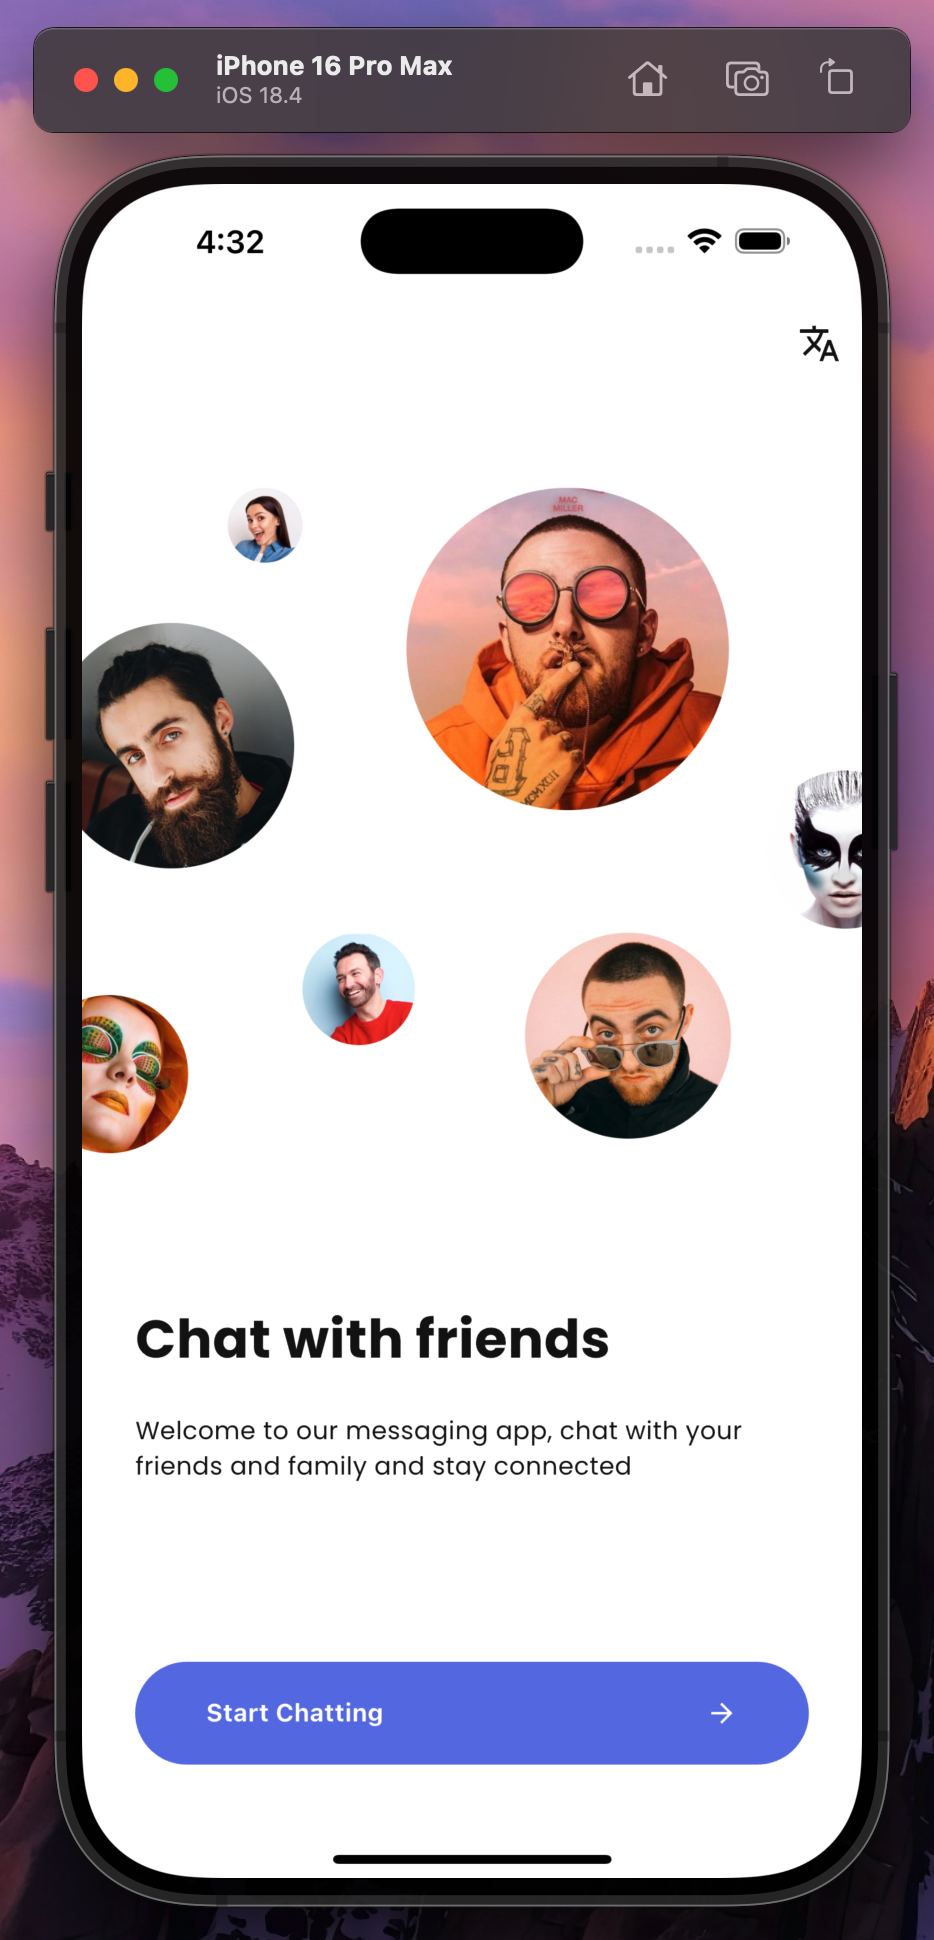 iPhone 16 Pro Max
iOS 18.4
4:32
MAC
MILLER
MCMXCII
Chat with friends
Welcome to our messaging app, chat with your
friends and family and stay connected
Start Chatting